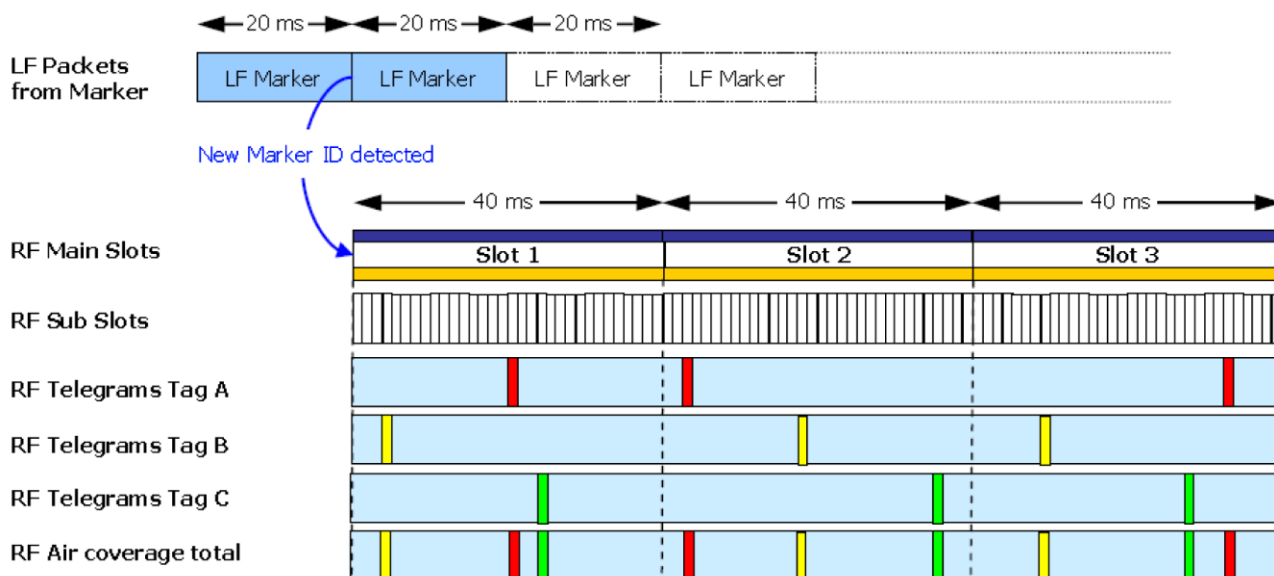 20 ms 20 ms 20 ms
LF Packets from Marker
LF Marker LF Marker LF Marker LF Marker
New Marker ID detected
40 ms 40 ms 40 ms
RF Main Slots
Slot 1 Slot 2 Slot 3
RF Sub Slots
RF Telegrams Tag A
RF Telegrams Tag B
RF Telegrams Tag C
RF Air coverage total